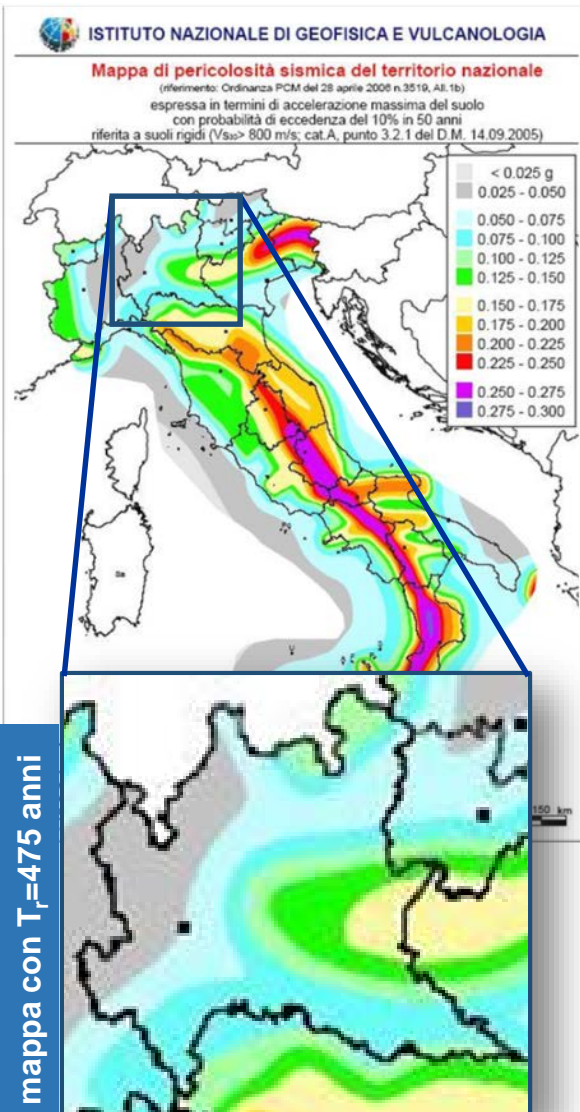 ISTITUTO NAZIONALE DI GEOFISICA E VULCANOLOGIA
Mappa di pericolosità sismica del territorio nazionale
(riferimento: Ordinanza PCM del 28 aprile 2006 n.3519, All.1b)
espressa in termini di accelerazione massima del suolo
con probabilità di eccedenza del 10% in 50 anni
riferita a suoli rigidi (Vs₃₀> 800 m/s; cat.A, punto 3.2.1 del D.M. 14.09.2005)
< 0.025 g
0.025 - 0.050
0.050 - 0.075
0.075 - 0.100
0.100 - 0.125
0.125 - 0.150
0.150 - 0.175
0.175 - 0.200
0.200 - 0.225
0.225 - 0.250
0.250 - 0.275
0.275 - 0.300
150 km
mappa con Tᵣ=475 anni